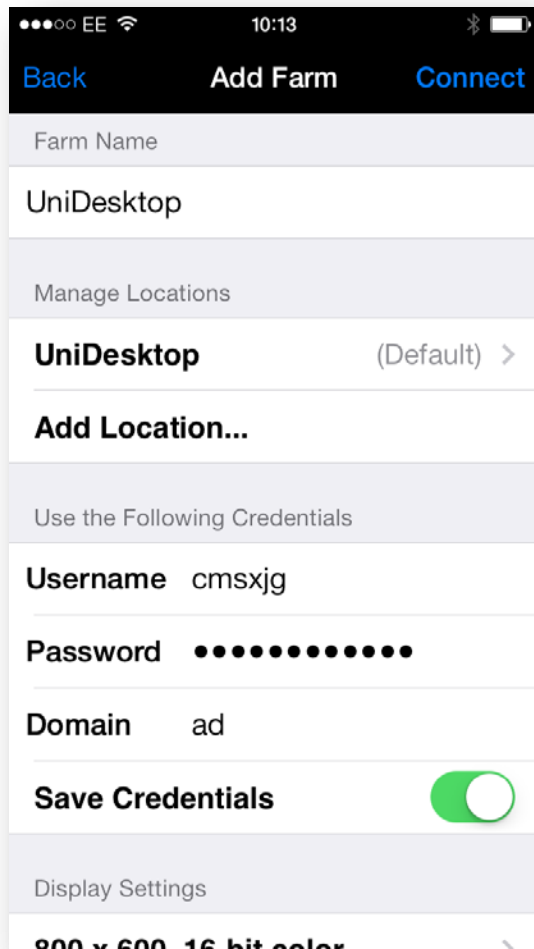 EE 10:13
Back Add Farm Connect
Farm Name
UniDesktop
Manage Locations
UniDesktop (Default)
Add Location...
Use the Following Credentials
Username cmsxjg
Password ••••••••••••
Domain ad
Save Credentials
Display Settings
800 x 600, 16-bit color